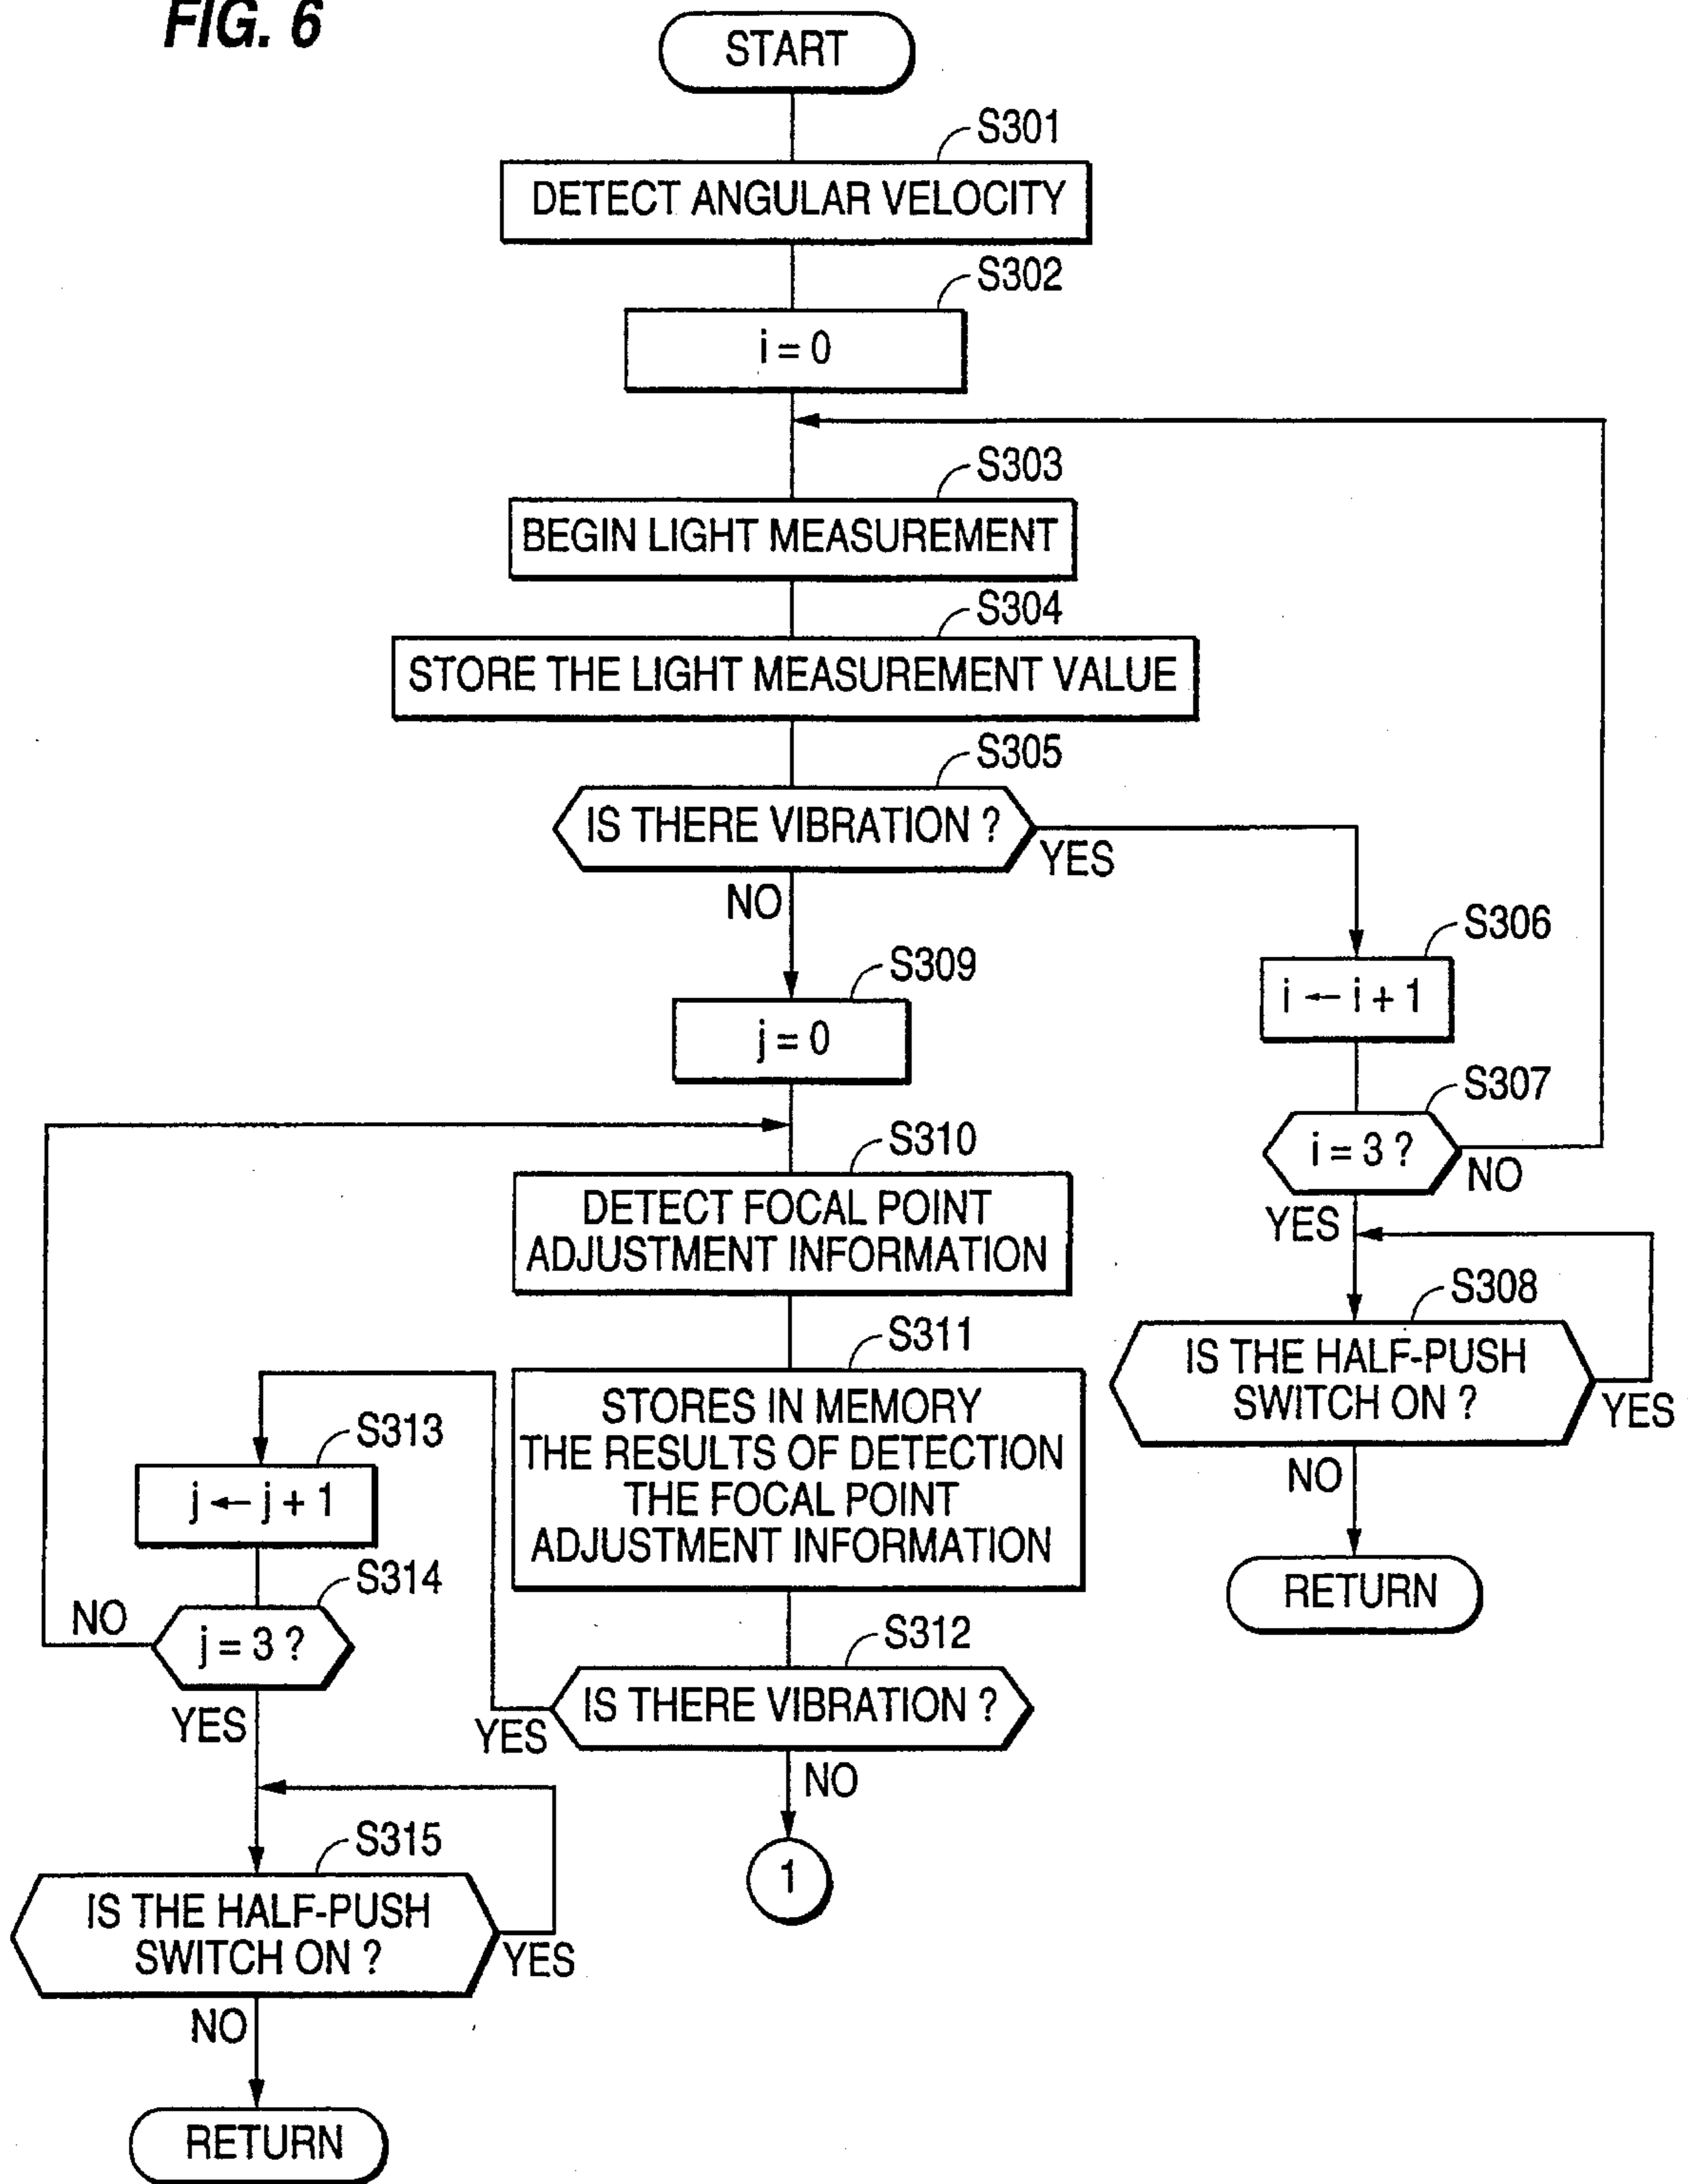 FIG. 6
START
S301
DETECT ANGULAR VELOCITY
S302
i = 0
S303
BEGIN LIGHT MEASUREMENT
S304
STORE THE LIGHT MEASUREMENT VALUE
S305
IS THERE VIBRATION ?
YES
NO
S306
i ← i + 1
S307
i = 3 ?
NO
YES
S308
IS THE HALF-PUSH
SWITCH ON ?
YES
NO
RETURN
S309
j = 0
S310
DETECT FOCAL POINT
ADJUSTMENT INFORMATION
S311
STORES IN MEMORY
THE RESULTS OF DETECTION
THE FOCAL POINT
ADJUSTMENT INFORMATION
S312
IS THERE VIBRATION ?
YES
NO
1
S313
j ← j + 1
S314
j = 3 ?
NO
YES
S315
IS THE HALF-PUSH
SWITCH ON ?
YES
NO
RETURN